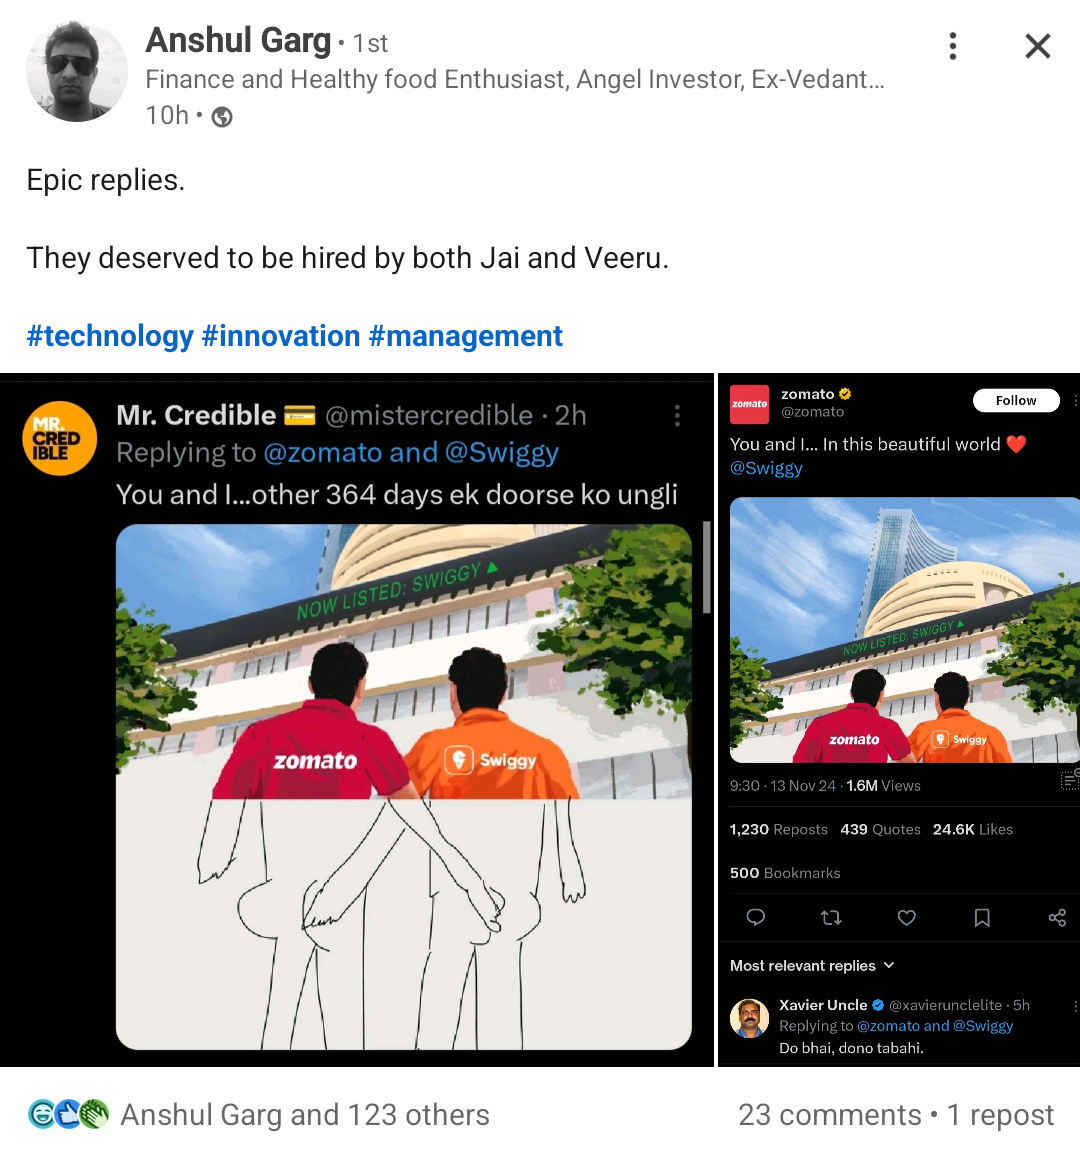 Anshul Garg • 1st
Finance and Healthy food Enthusiast, Angel Investor, Ex-Vedant...
10h •
Epic replies.
They deserved to be hired by both Jai and Veeru.
#technology #innovation #management
MR.
CRED
IBLE
Mr. Credible 💳 @mistercredible · 2h
Replying to @zomato and @Swiggy
You and I...other 364 days ek doorse ko ungli
NOW LISTED: SWIGGY ▲
zomato
Swiggy
zomato
zomato
@zomato
Follow
You and I... In this beautiful world ❤️
@Swiggy
NOW LISTED: SWIGGY ▲
zomato
Swiggy
9:30 · 13 Nov 24 · 1.6M Views
1,230 Reposts 439 Quotes 24.6K Likes
500 Bookmarks
Most relevant replies
Xavier Uncle @xavierunclelite · 5h
Replying to @zomato and @Swiggy
Do bhai, dono tabahi.
Anshul Garg and 123 others
23 comments • 1 repost